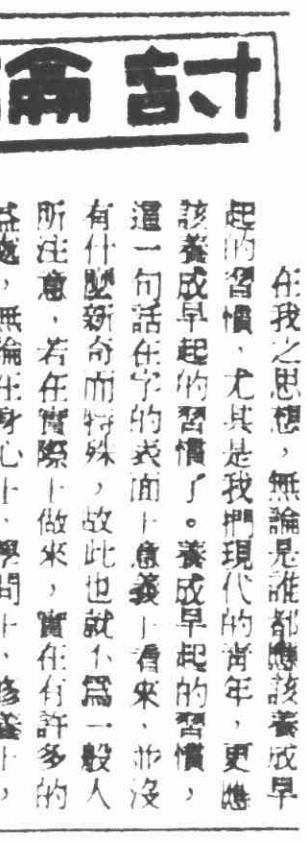 討論
在我之思想，無論是誰都應該養成早
起的習慣，尤其是我們現代的青年，更應
該養成早起的習慣了。養成早起的習慣，
這一句話在字的表面上意義上看來，並沒
有什麼新奇而特殊，故此也就不爲一般人
所注意，若在實際上做來，實在有許多的
益處，無論在身心上、學問上、修養上，